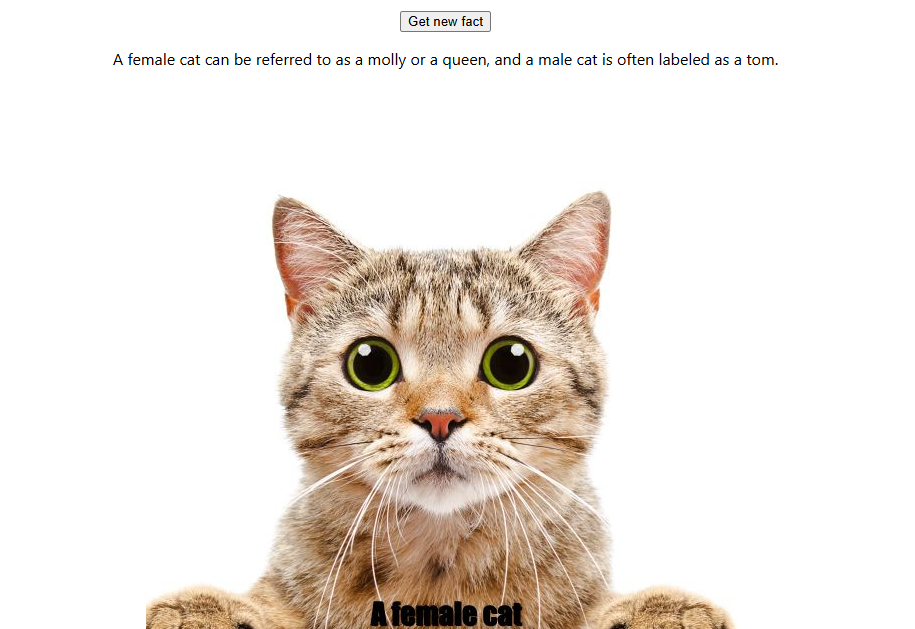 Get new fact
A female cat can be referred to as a molly or a queen, and a male cat is often labeled as a tom.
A female cat